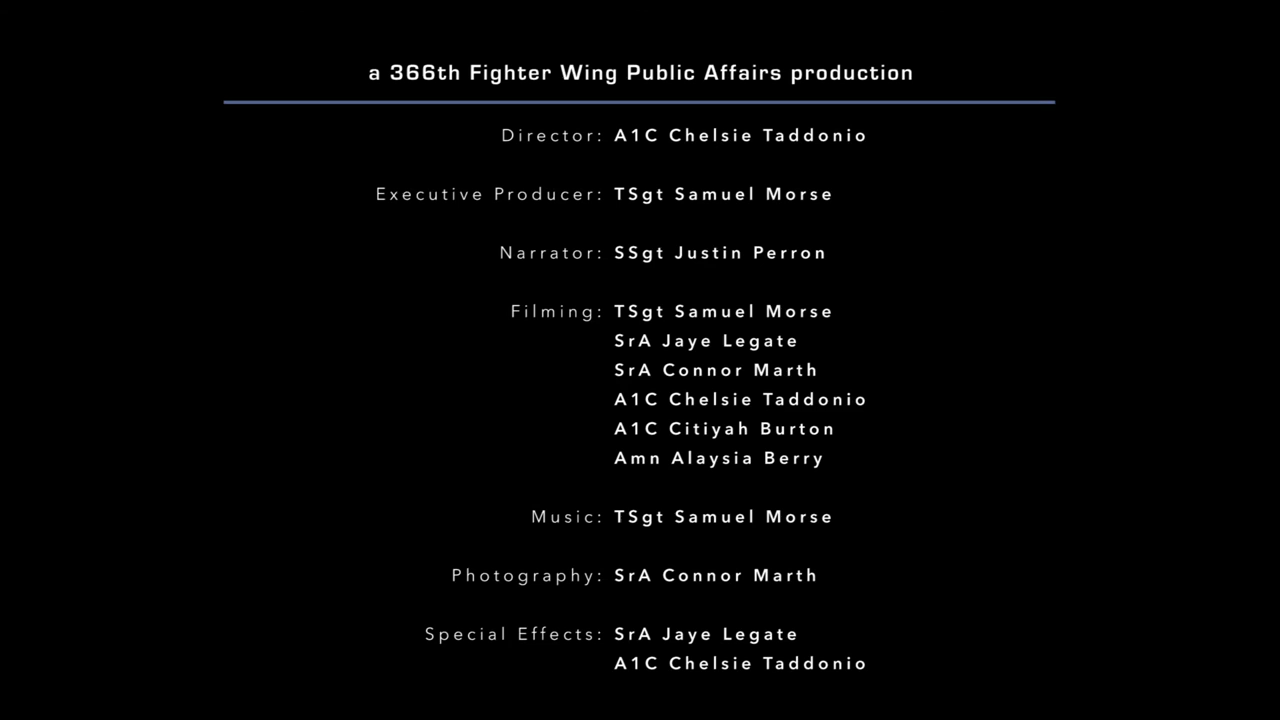 a 366th Fighter Wing Public Affairs production
Director: A1C Chelsie Taddonio
Executive Producer: TSgt Samuel Morse
Narrator: SSgt Justin Perron
Filming: TSgt Samuel Morse
SrA Jaye Legate
SrA Connor Marth
A1C Chelsie Taddonio
A1C Citiyah Burton
Amn Alaysia Berry
Music: TSgt Samuel Morse
Photography: SrA Connor Marth
Special Effects: SrA Jaye Legate
A1C Chelsie Taddonio